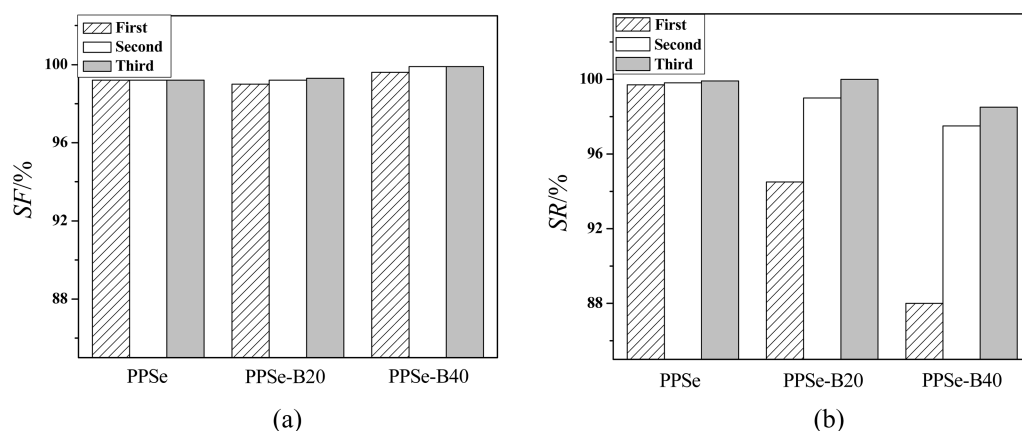 First
Second
Third
100
96
92
88
SF/%
PPSe
PPSe-B20
PPSe-B40
(a)
First
Second
Third
100
96
92
88
SR/%
PPSe
PPSe-B20
PPSe-B40
(b)